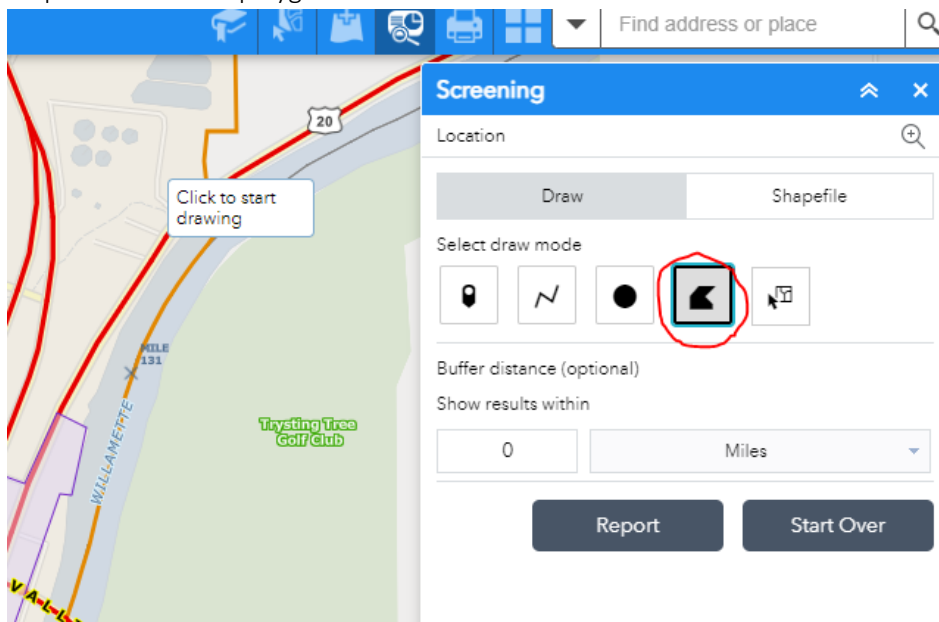 Find address or place
Screening
Location
20
Click to start
drawing
Draw
Shapefile
Select draw mode
MILE
131
WILLAMETTE
Buffer distance (optional)
Show results within
Trysting Tree
Golf Club
0
Miles
Report
Start Over